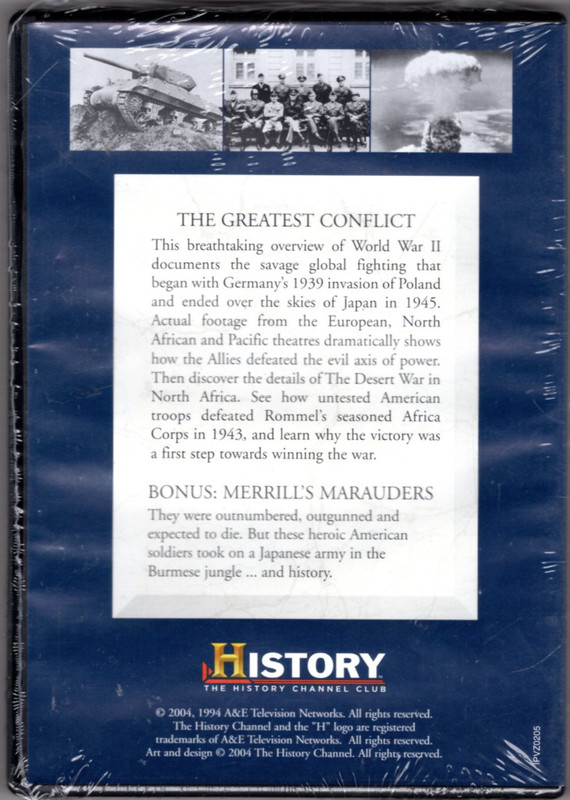 THE GREATEST CONFLICT
This breathtaking overview of World War II
documents the savage global fighting that
began with Germany's 1939 invasion of Poland
and ended over the skies of Japan in 1945.
Actual footage from the European, North
African and Pacific theatres dramatically shows
how the Allies defeated the evil axis of power.
Then discover the details of The Desert War in
North Africa. See how untested American
troops defeated Rommel's seasoned Africa
Corps in 1943, and learn why the victory was
a first step towards winning the war.
BONUS: MERRILL'S MARAUDERS
They were outnumbered, outgunned and
expected to die. But these heroic American
soldiers took on a Japanese army in the
Burmese jungle ... and history.
HISTORY™
THE HISTORY CHANNEL CLUB
© 2004, 1994 A&E Television Networks. All rights reserved.
The History Channel and the "H" logo are registered
trademarks of A&E Television Networks. All rights reserved.
Art and design © 2004 The History Channel. All rights reserved.